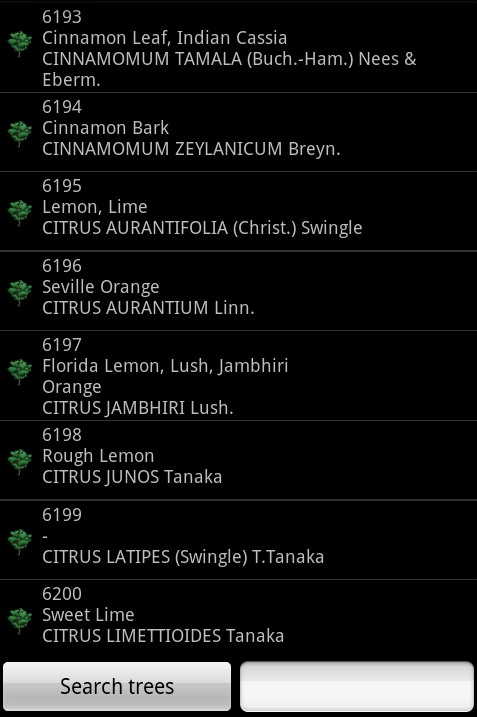 6193
Cinnamon Leaf, Indian Cassia
CINNAMOMUM TAMALA (Buch.-Ham.) Nees &
Eberm.
6194
Cinnamon Bark
CINNAMOMUM ZEYLANICUM Breyn.
6195
Lemon, Lime
CITRUS AURANTIFOLIA (Christ.) Swingle
6196
Seville Orange
CITRUS AURANTIUM Linn.
6197
Florida Lemon, Lush, Jambhiri
Orange
CITRUS JAMBHIRI Lush.
6198
Rough Lemon
CITRUS JUNOS Tanaka
6199
-
CITRUS LATIPES (Swingle) T.Tanaka
6200
Sweet Lime
CITRUS LIMETTIOIDES Tanaka
Search trees